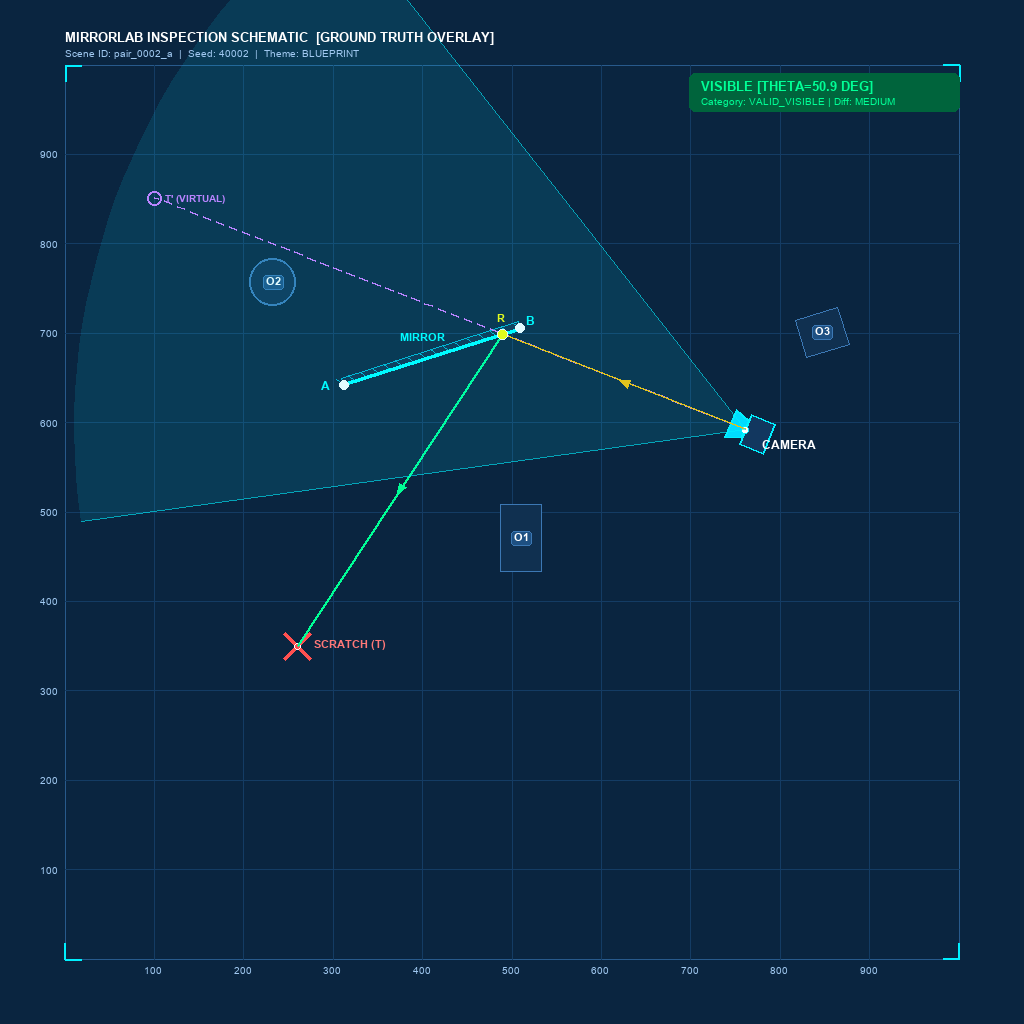 MIRRORLAB INSPECTION SCHEMATIC  [GROUND TRUTH OVERLAY]
Scene ID: pair_0002_a  |  Seed: 40002  |  Theme: BLUEPRINT
VISIBLE [THETA=50.9 DEG]
Category: VALID_VISIBLE | Diff: MEDIUM
900
T' (VIRTUAL)
800
O2
700
R
B
MIRROR
O3
A
600
CAMERA
500
O1
400
SCRATCH (T)
300
200
100
100 200 300 400 500 600 700 800 900